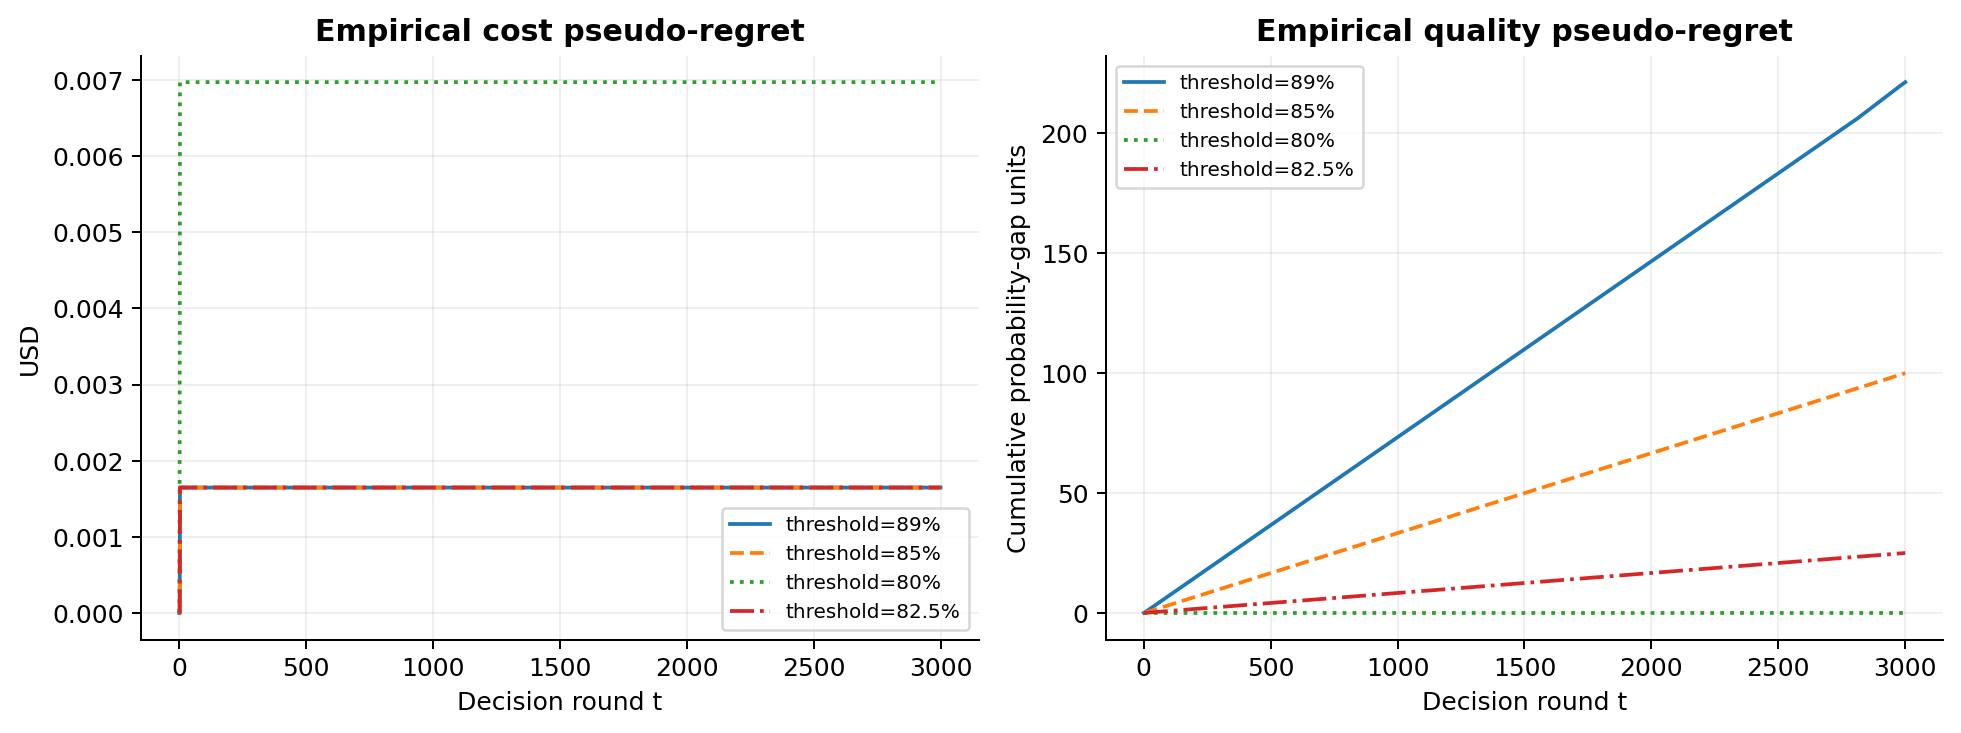 Empirical cost pseudo-regret
USD
0.007
0.006
0.005
0.004
0.003
0.002
0.001
0.000
0 500 1000 1500 2000 2500 3000
Decision round t
threshold=89%
threshold=85%
threshold=80%
threshold=82.5%
Empirical quality pseudo-regret
Cumulative probability-gap units
200
150
100
50
0
0 500 1000 1500 2000 2500 3000
Decision round t
threshold=89%
threshold=85%
threshold=80%
threshold=82.5%